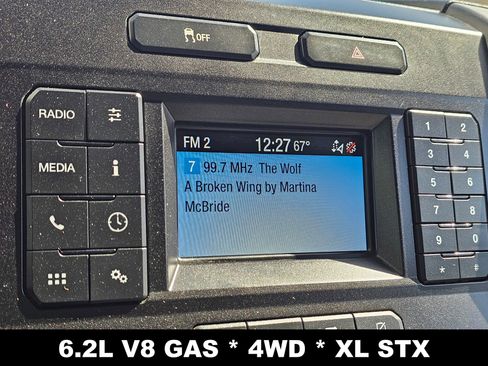 OFF
RADIO
MEDIA
i
FM 2 12:27 67°
7 99.7 MHz The Wolf
A Broken Wing by Martina
McBride
1 2
3 4
5 6
7 8
9 0
* #
6.2L V8 GAS * 4WD * XL STX